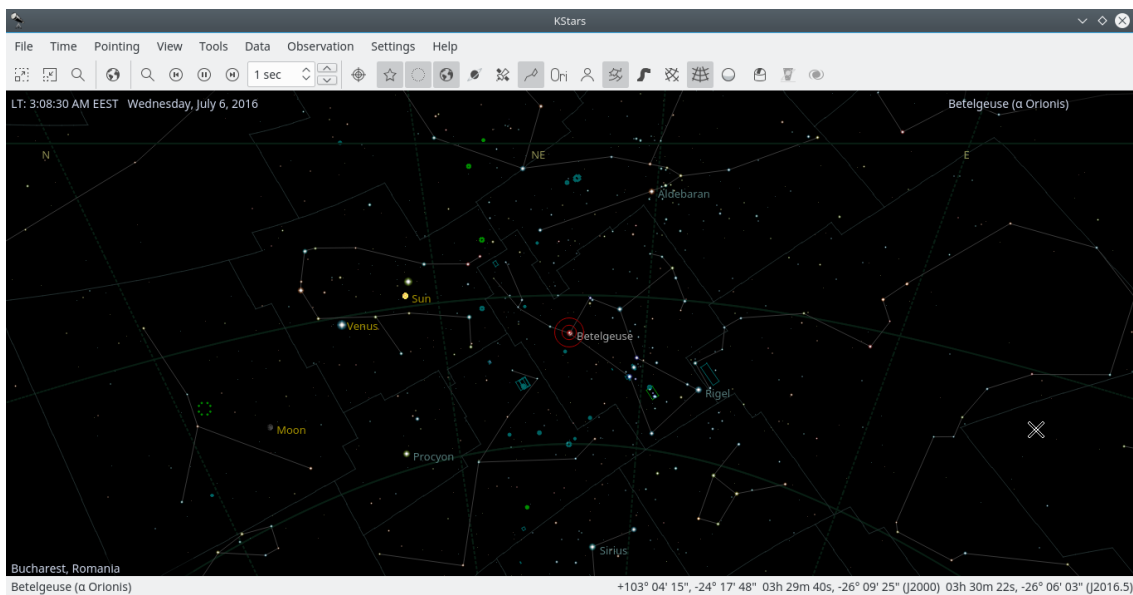 KStars
File Time Pointing View Tools Data Observation Settings Help
1 sec Ori
LT: 3:08:30 AM EEST Wednesday, July 6, 2016 Betelgeuse (α Orionis)
N NE E
Aldebaran
Sun
Venus
Betelgeuse
Rigel
Moon
Procyon
Sirius
Bucharest, Romania
Betelgeuse (α Orionis) +103° 04' 15", -24° 17' 48" 03h 29m 40s, -26° 09' 25" (J2000) 03h 30m 22s, -26° 06' 03" (J2016.5)